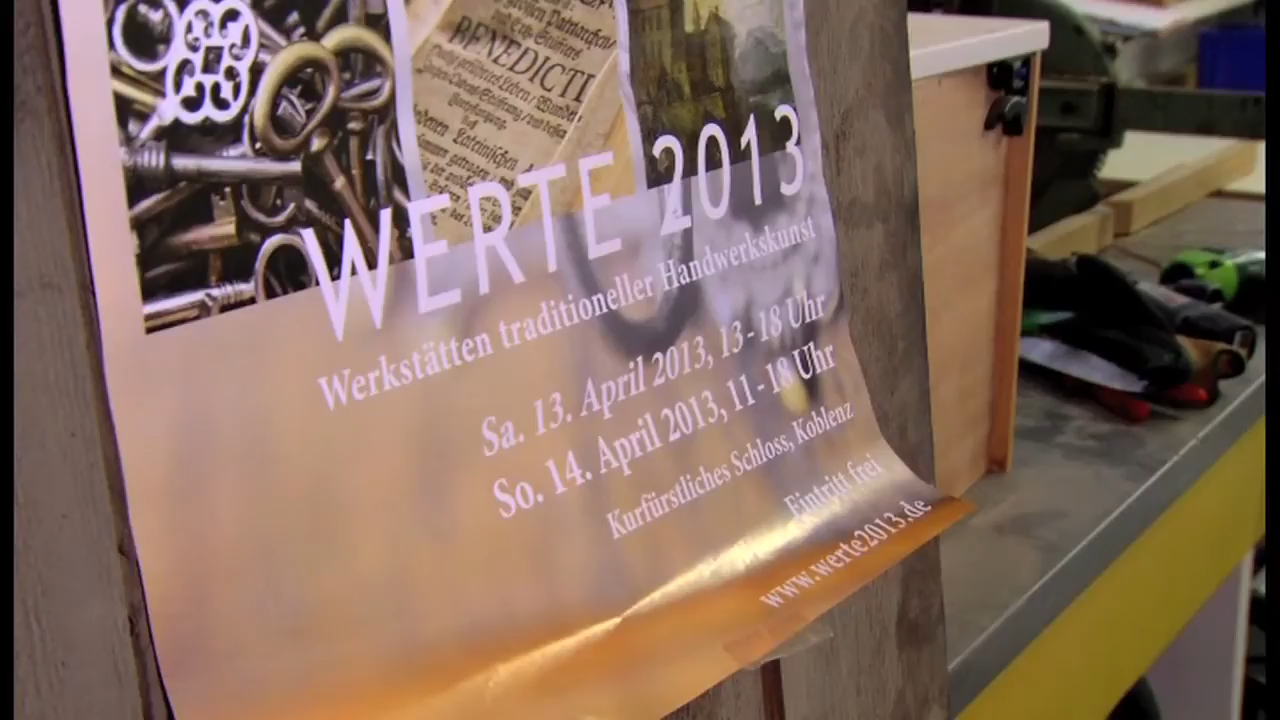 BENEDICTI
WERTE 2013
Werkstätten traditioneller Handwerkskunst
Sa. 13. April 2013, 13-18 Uhr
So. 14. April 2013, 11-18 Uhr
Kurfürstliches Schloss, Koblenz
Eintritt frei
www.werte2013.de